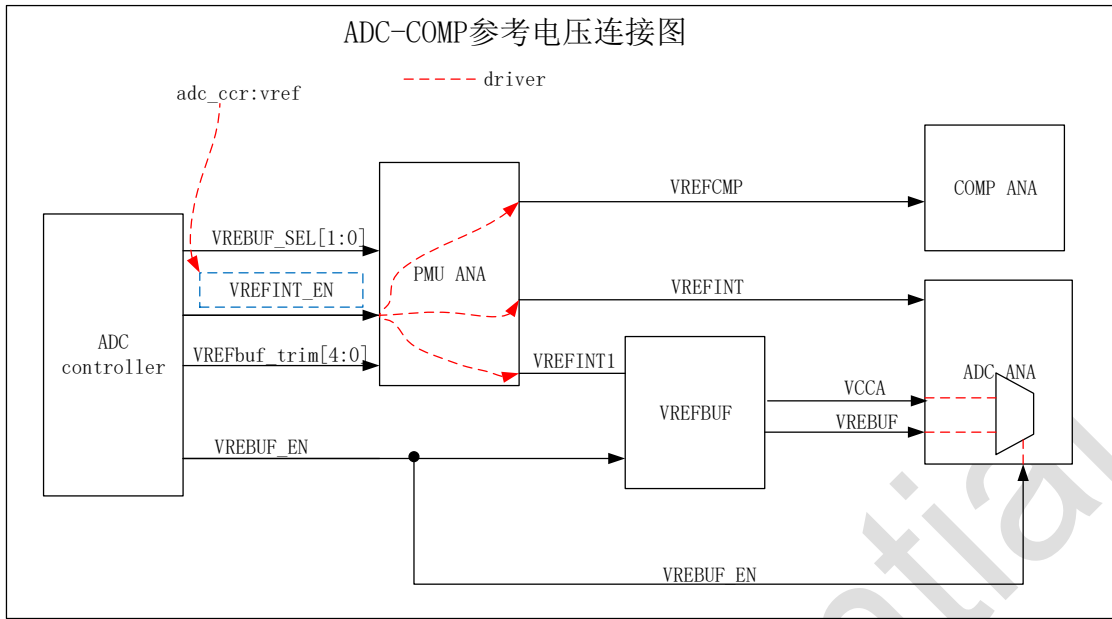 ADC-COMP参考电压连接图
driver
adc_ccr:vref
VREFCMP
COMP ANA
VREBUF_SEL[1:0]
PMU ANA
VREFINT_EN
VREFINT
ADC
controller
VREFbuf_trim[4:0]
VREFINT1
ADC ANA
VCCA
VREFBUF
VREBUF
VREBUF_EN
VREBUF_EN
ntial